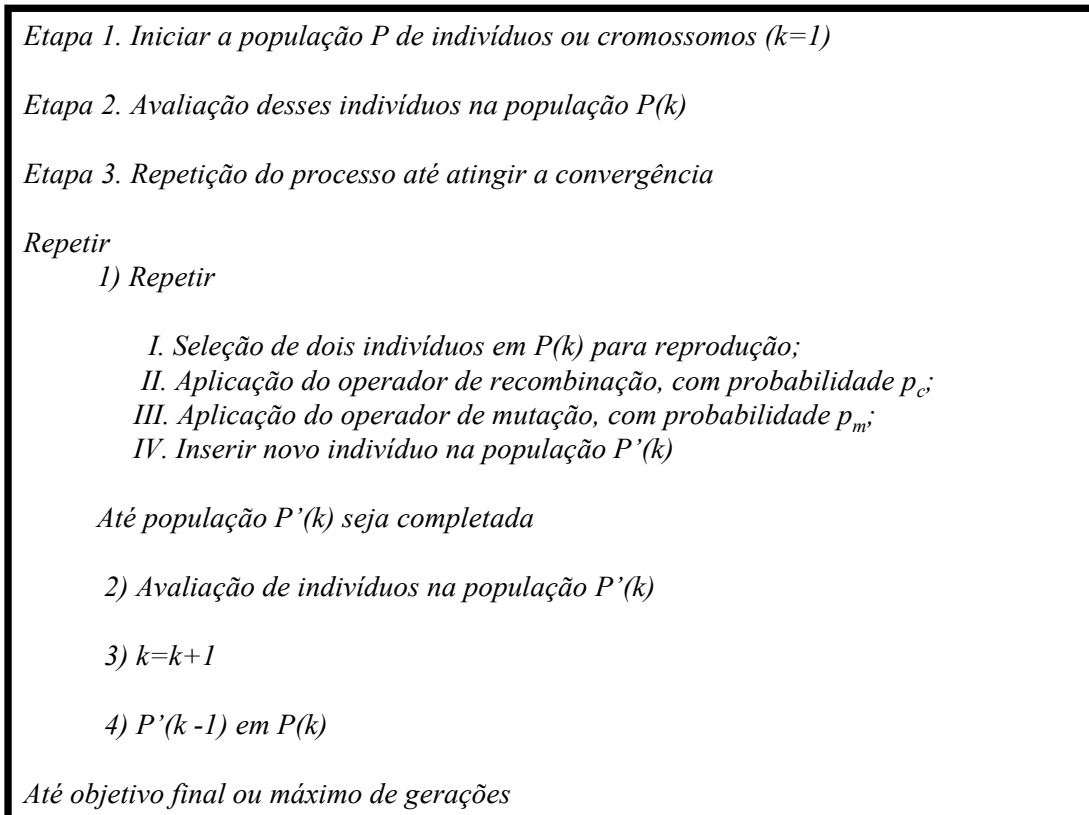 Etapa 1. Iniciar a população P de indivíduos ou cromossomos (k=1)
Etapa 2. Avaliação desses indivíduos na população P(k)
Etapa 3. Repetição do processo até atingir a convergência
Repetir
1) Repetir
I. Seleção de dois indivíduos em P(k) para reprodução;
II. Aplicação do operador de recombinação, com probabilidade pc;
III. Aplicação do operador de mutação, com probabilidade pm;
IV. Inserir novo indivíduo na população P’(k)
Até população P’(k) seja completada
2) Avaliação de indivíduos na população P’(k)
3) k=k+1
4) P’(k -1) em P(k)
Até objetivo final ou máximo de gerações